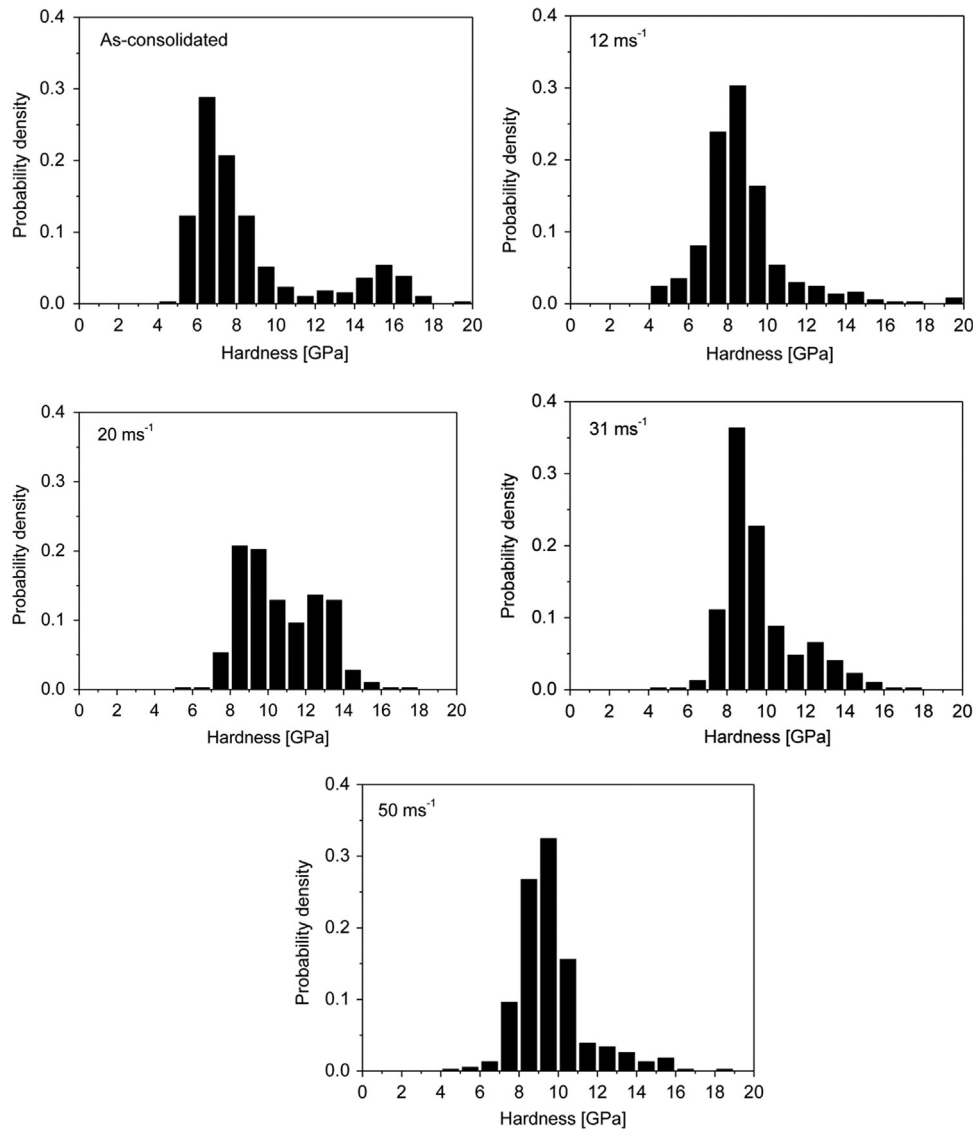 As-consolidated
0.4
0.3
0.2
0.1
0.0
Probability density
0 2 4 6 8 10 12 14 16 18 20
Hardness [GPa]
12 ms⁻¹
0.4
0.3
0.2
0.1
0.0
Probability density
0 2 4 6 8 10 12 14 16 18 20
Hardness [GPa]
20 ms⁻¹
0.4
0.3
0.2
0.1
0.0
Probability density
0 2 4 6 8 10 12 14 16 18 20
Hardness [GPa]
31 ms⁻¹
0.4
0.3
0.2
0.1
0.0
Probability density
0 2 4 6 8 10 12 14 16 18 20
Hardness [GPa]
50 ms⁻¹
0.4
0.3
0.2
0.1
0.0
Probability density
0 2 4 6 8 10 12 14 16 18 20
Hardness [GPa]